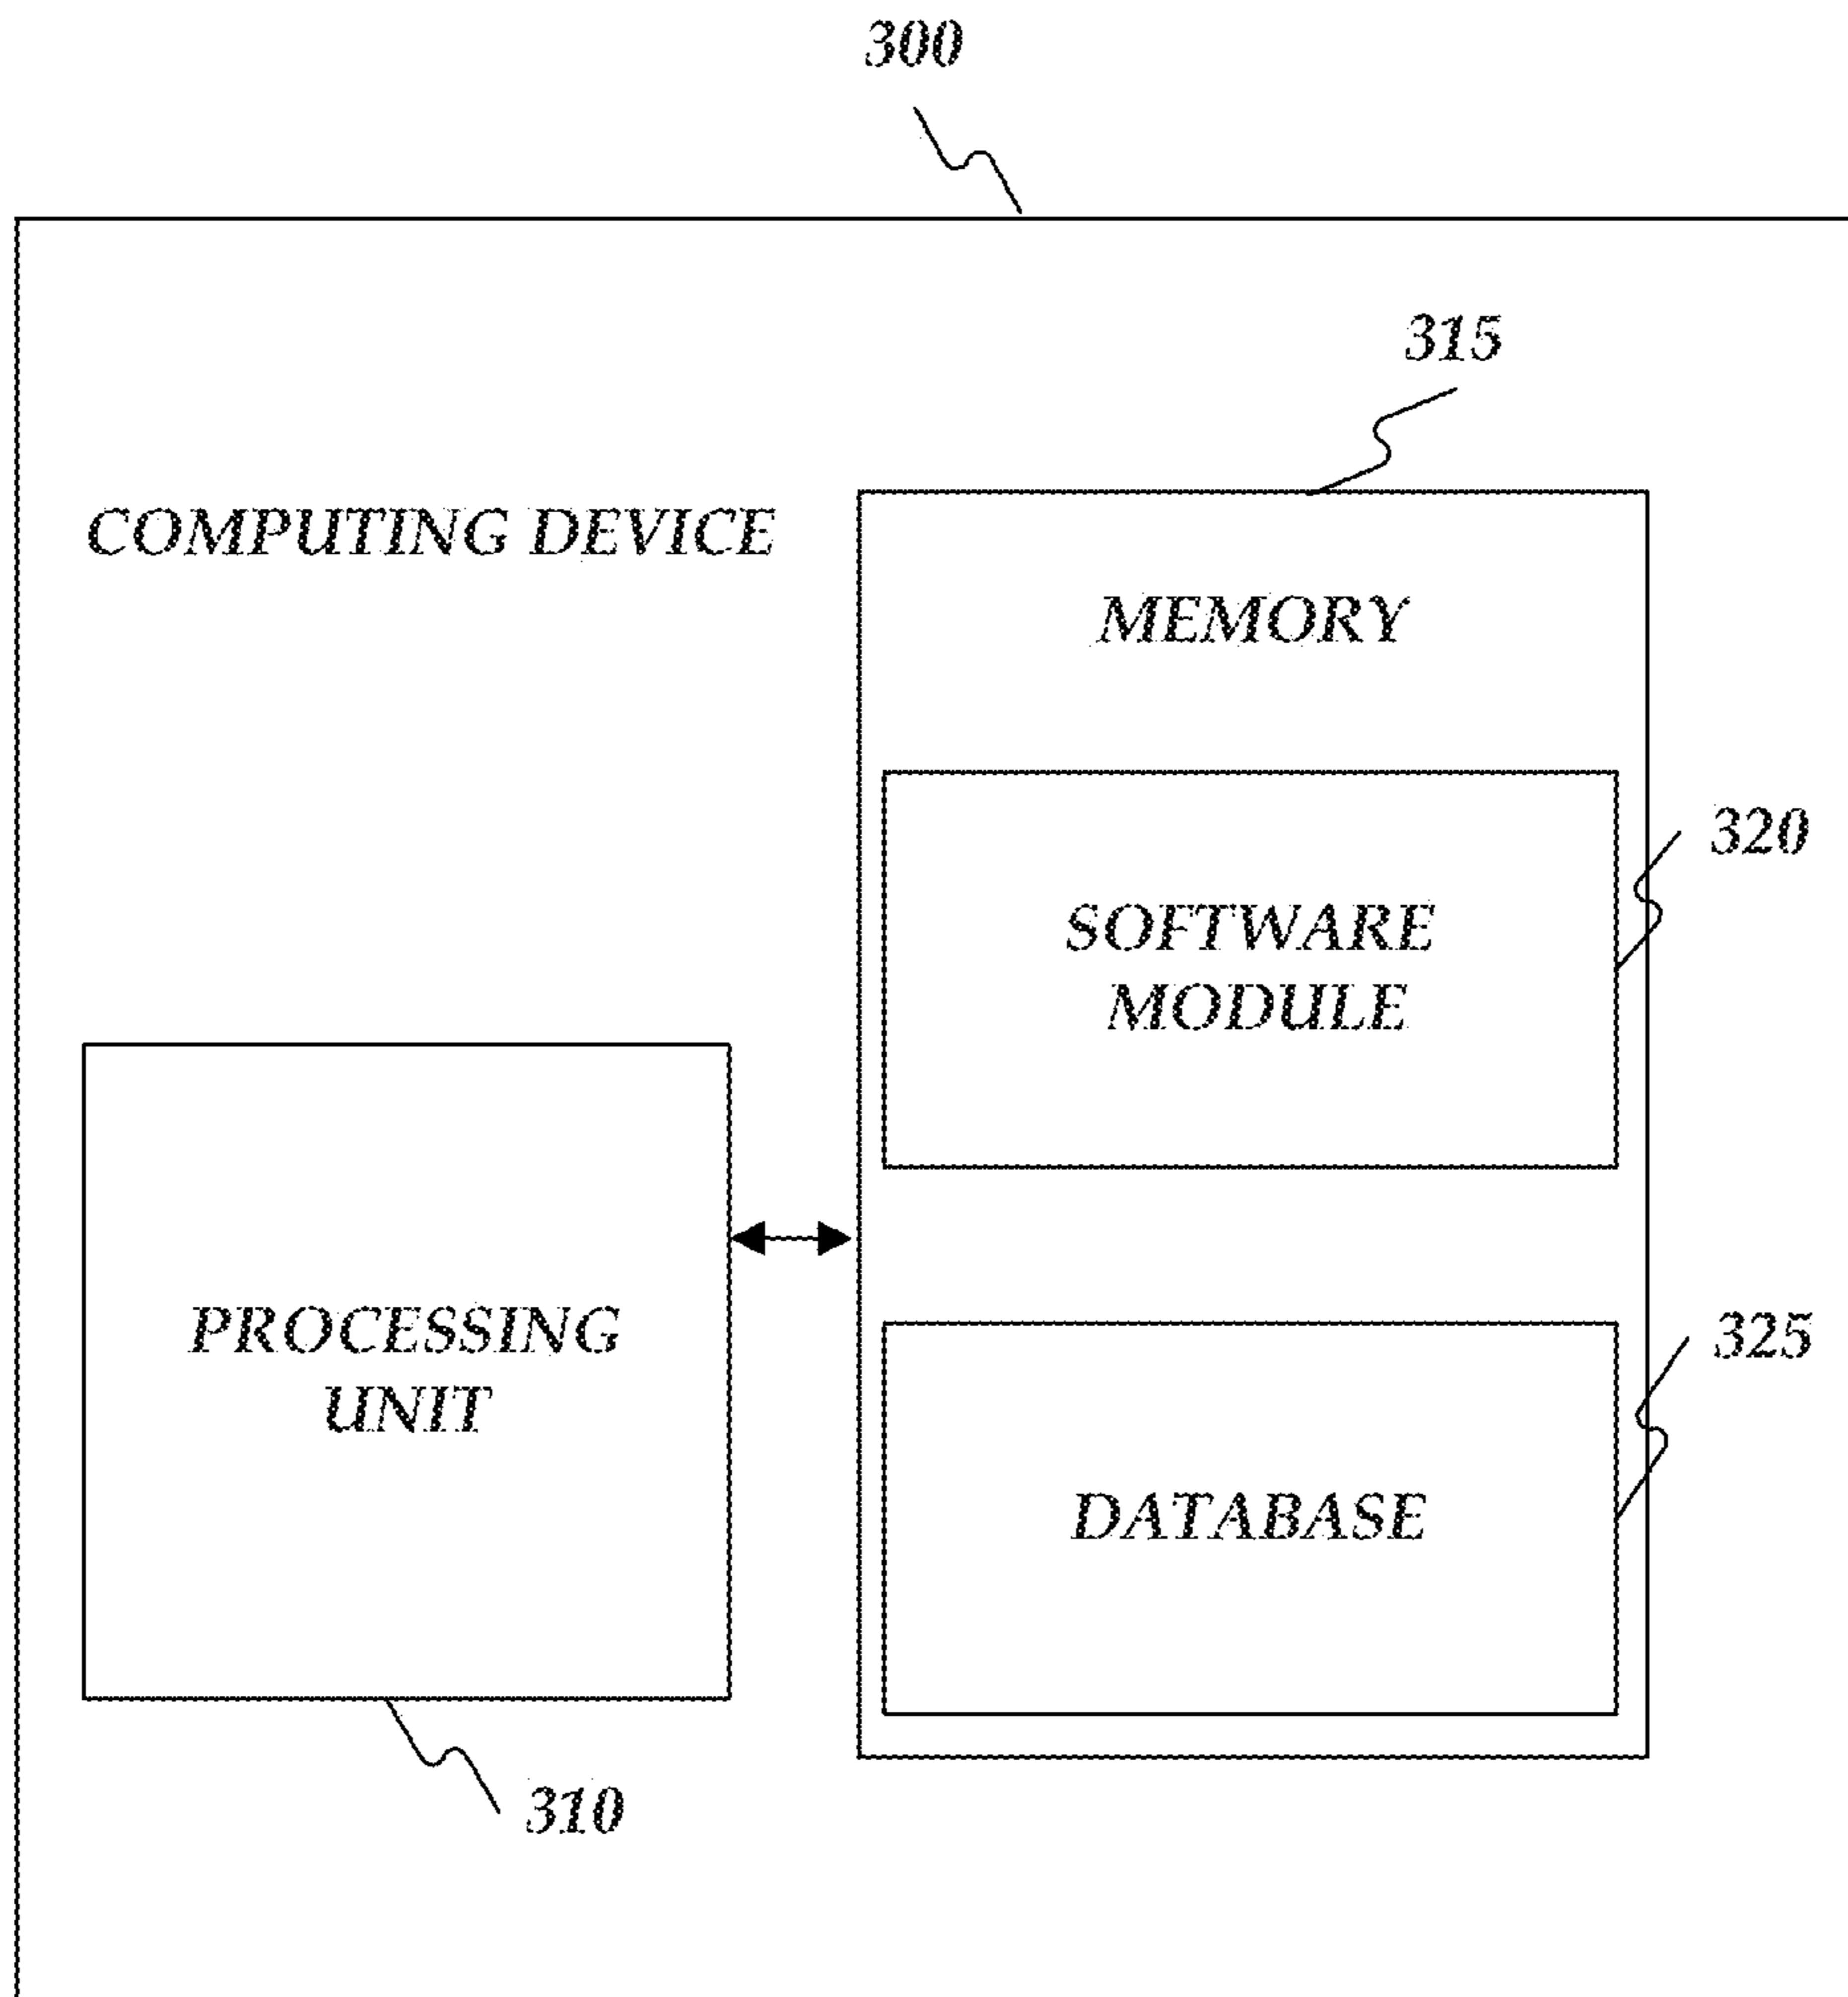 300
315
COMPUTING DEVICE
MEMORY
320
SOFTWARE
MODULE
PROCESSING
UNIT
325
DATABASE
310